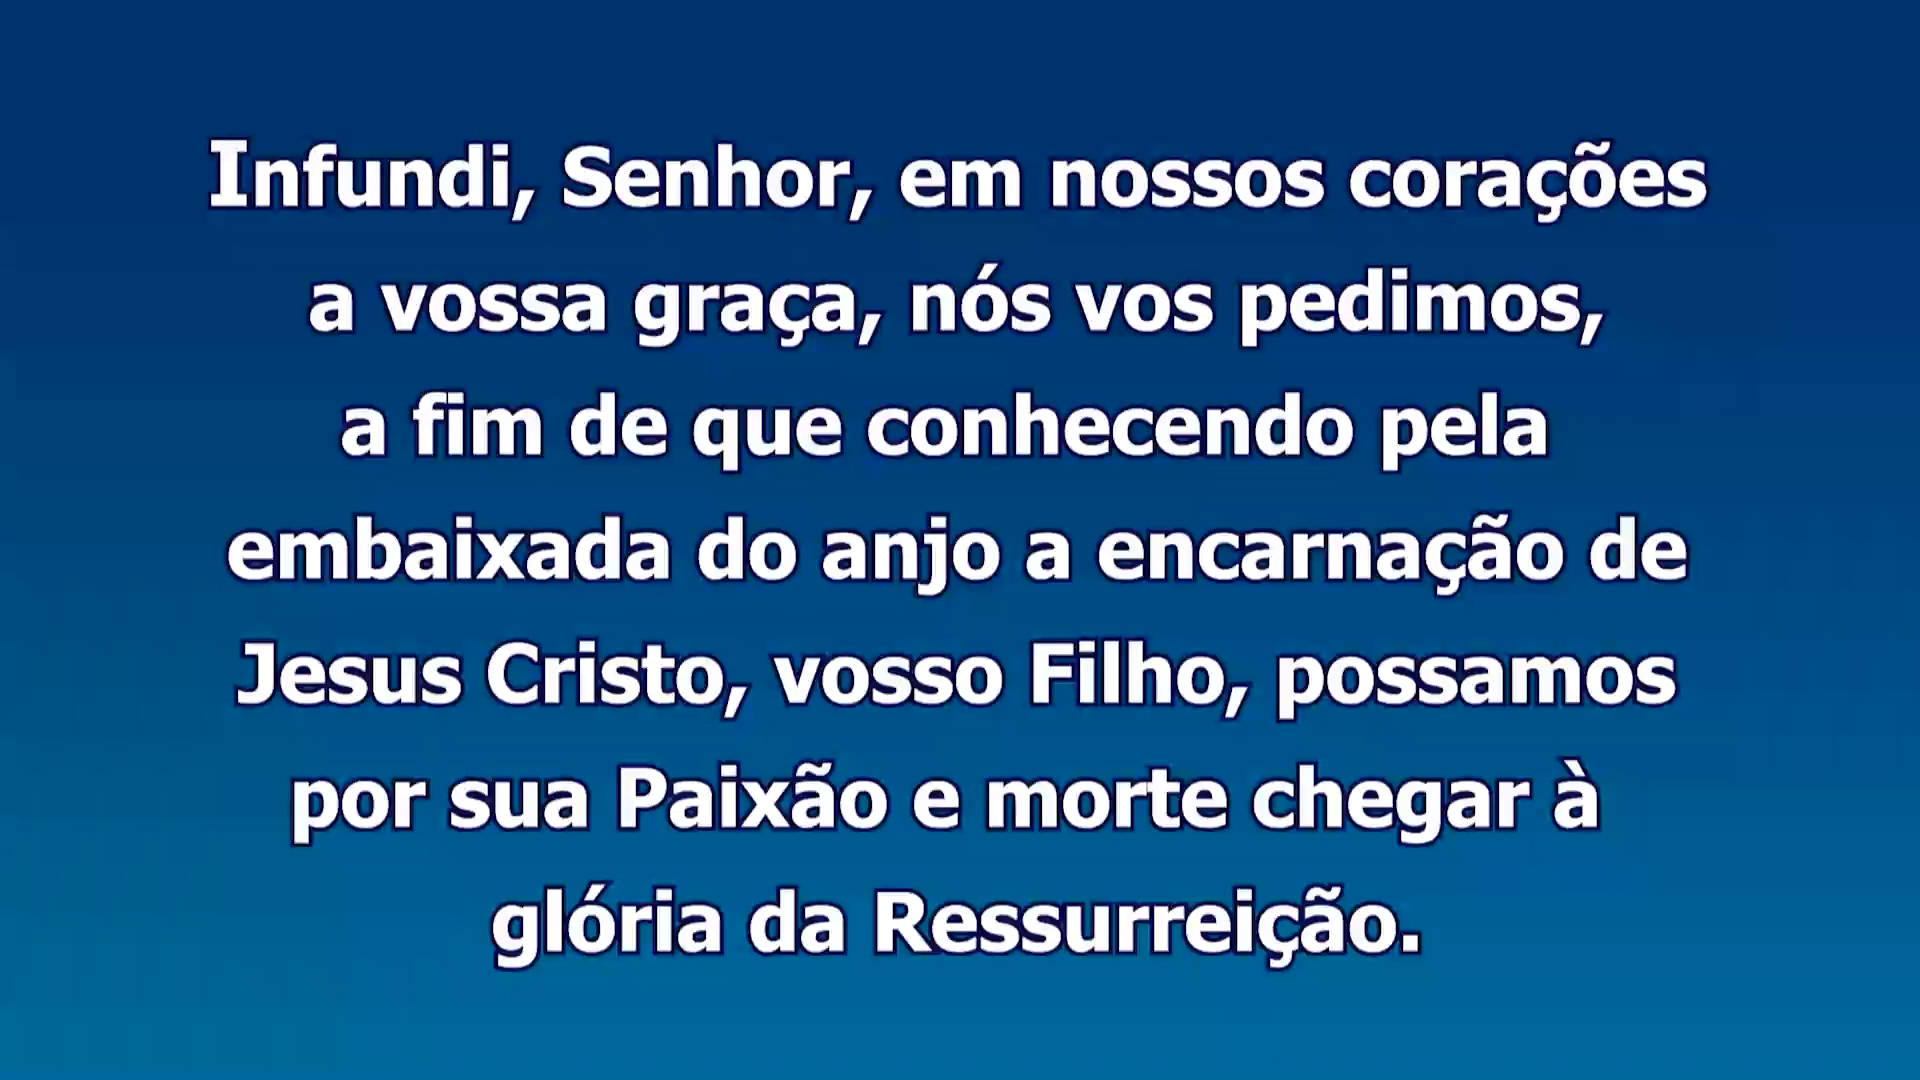 Infundi, Senhor, em nossos corações
a vossa graça, nós vos pedimos,
a fim de que conhecendo pela
embaixada do anjo a encarnação de
Jesus Cristo, vosso Filho, possamos
por sua Paixão e morte chegar à
glória da Ressurreição.